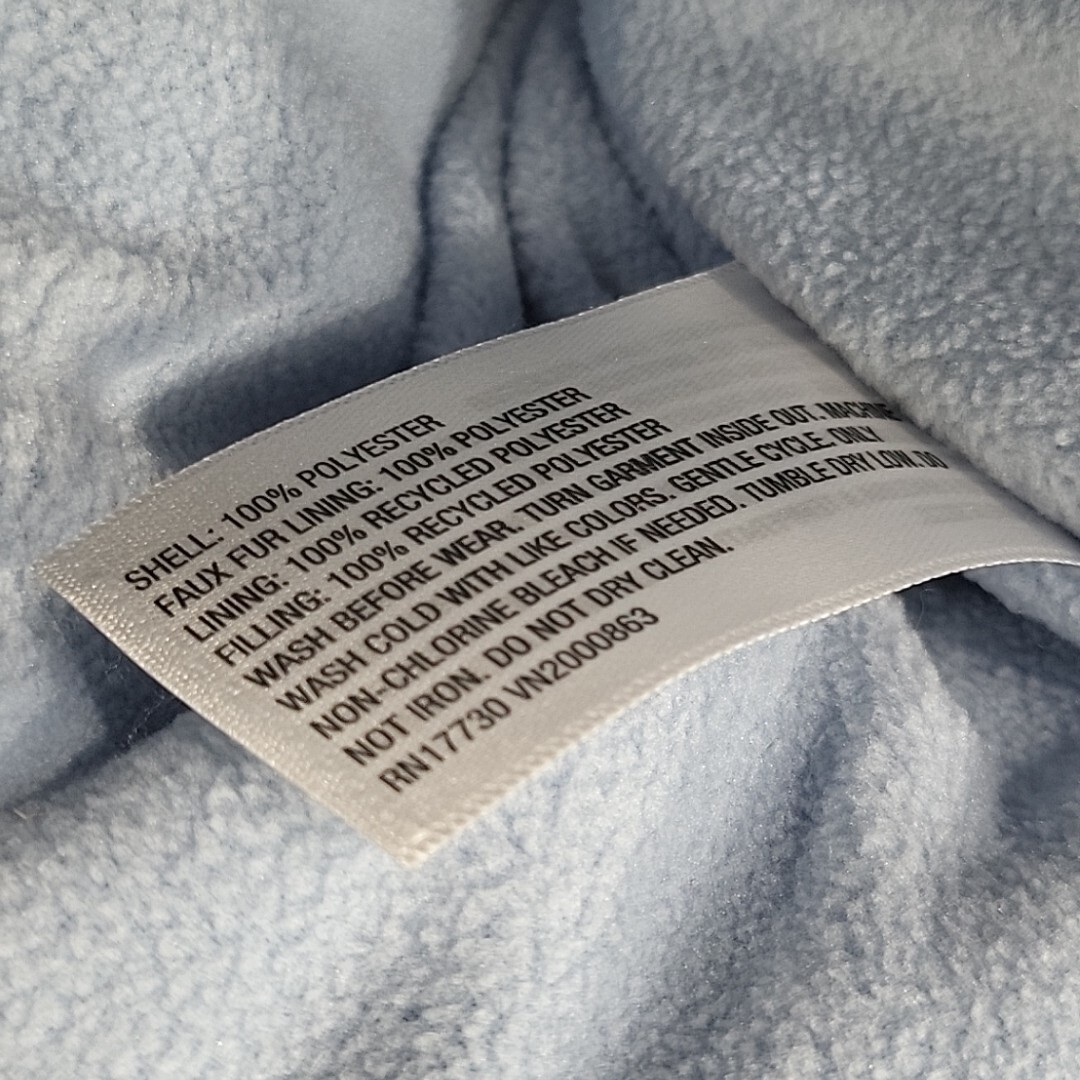 SHELL: 100% POLYESTER
FAUX FUR LINING: 100% POLYESTER
LINING: 100% RECYCLED POLYESTER
FILLING: 100% RECYCLED POLYESTER
WASH BEFORE WEAR. TURN GARMENT INSIDE OUT. MACHINE
WASH COLD WITH LIKE COLORS. GENTLE CYCLE. ONLY
NON-CHLORINE BLEACH IF NEEDED. TUMBLE DRY LOW. DO
NOT IRON. DO NOT DRY CLEAN.
RN17730 VN2000863